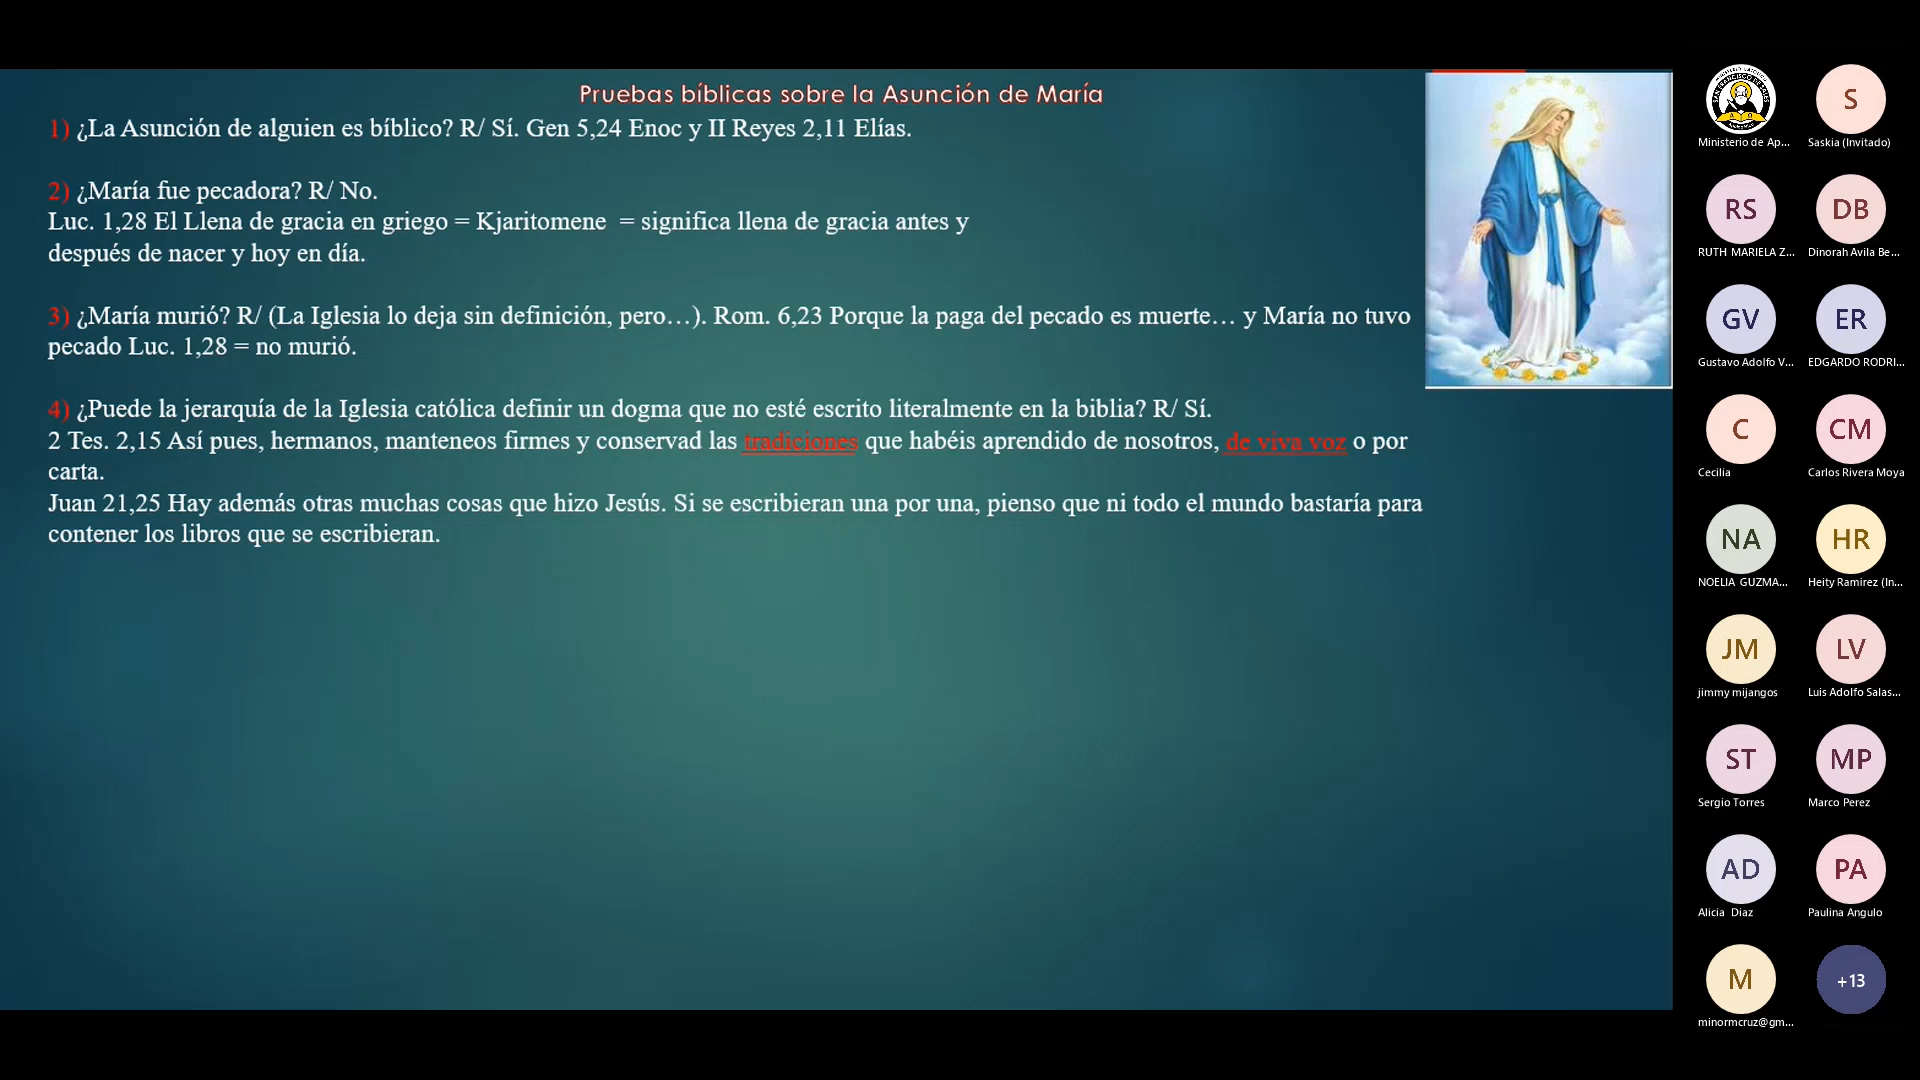 Pruebas bíblicas sobre la Asunción de María
1) ¿La Asunción de alguien es bíblico? R/ Sí. Gen 5,24 Enoc y II Reyes 2,11 Elías.
2) ¿María fue pecadora? R/ No.
Luc. 1,28 El Llena de gracia en griego = Kjaritomene = significa llena de gracia antes y
después de nacer y hoy en día.
3) ¿María murió? R/ (La Iglesia lo deja sin definición, pero…). Rom. 6,23 Porque la paga del pecado es muerte… y María no tuvo
pecado Luc. 1,28 = no murió.
4) ¿Puede la jerarquía de la Iglesia católica definir un dogma que no esté escrito literalmente en la biblia? R/ Sí.
2 Tes. 2,15 Así pues, hermanos, manteneos firmes y conservad las tradiciones que habéis aprendido de nosotros, de viva voz o por
carta.
Juan 21,25 Hay además otras muchas cosas que hizo Jesús. Si se escribieran una por una, pienso que ni todo el mundo bastaría para
contener los libros que se escribieran.
Ministerio de Ap...
S
Saskia (Invitado)
RS
RUTH MARIELA Z...
DB
Dinorah Avila Be...
GV
Gustavo Adolfo V...
ER
EDGARDO RODRI...
C
Cecilia
CM
Carlos Rivera Moya
NA
NOELIA GUZMA...
HR
Heity Ramirez (In...
JM
jimmy mijangos
LV
Luis Adolfo Salas...
ST
Sergio Torres
MP
Marco Perez
AD
Alicia Diaz
PA
Paulina Angulo
M
minormcruz@gm...
+13